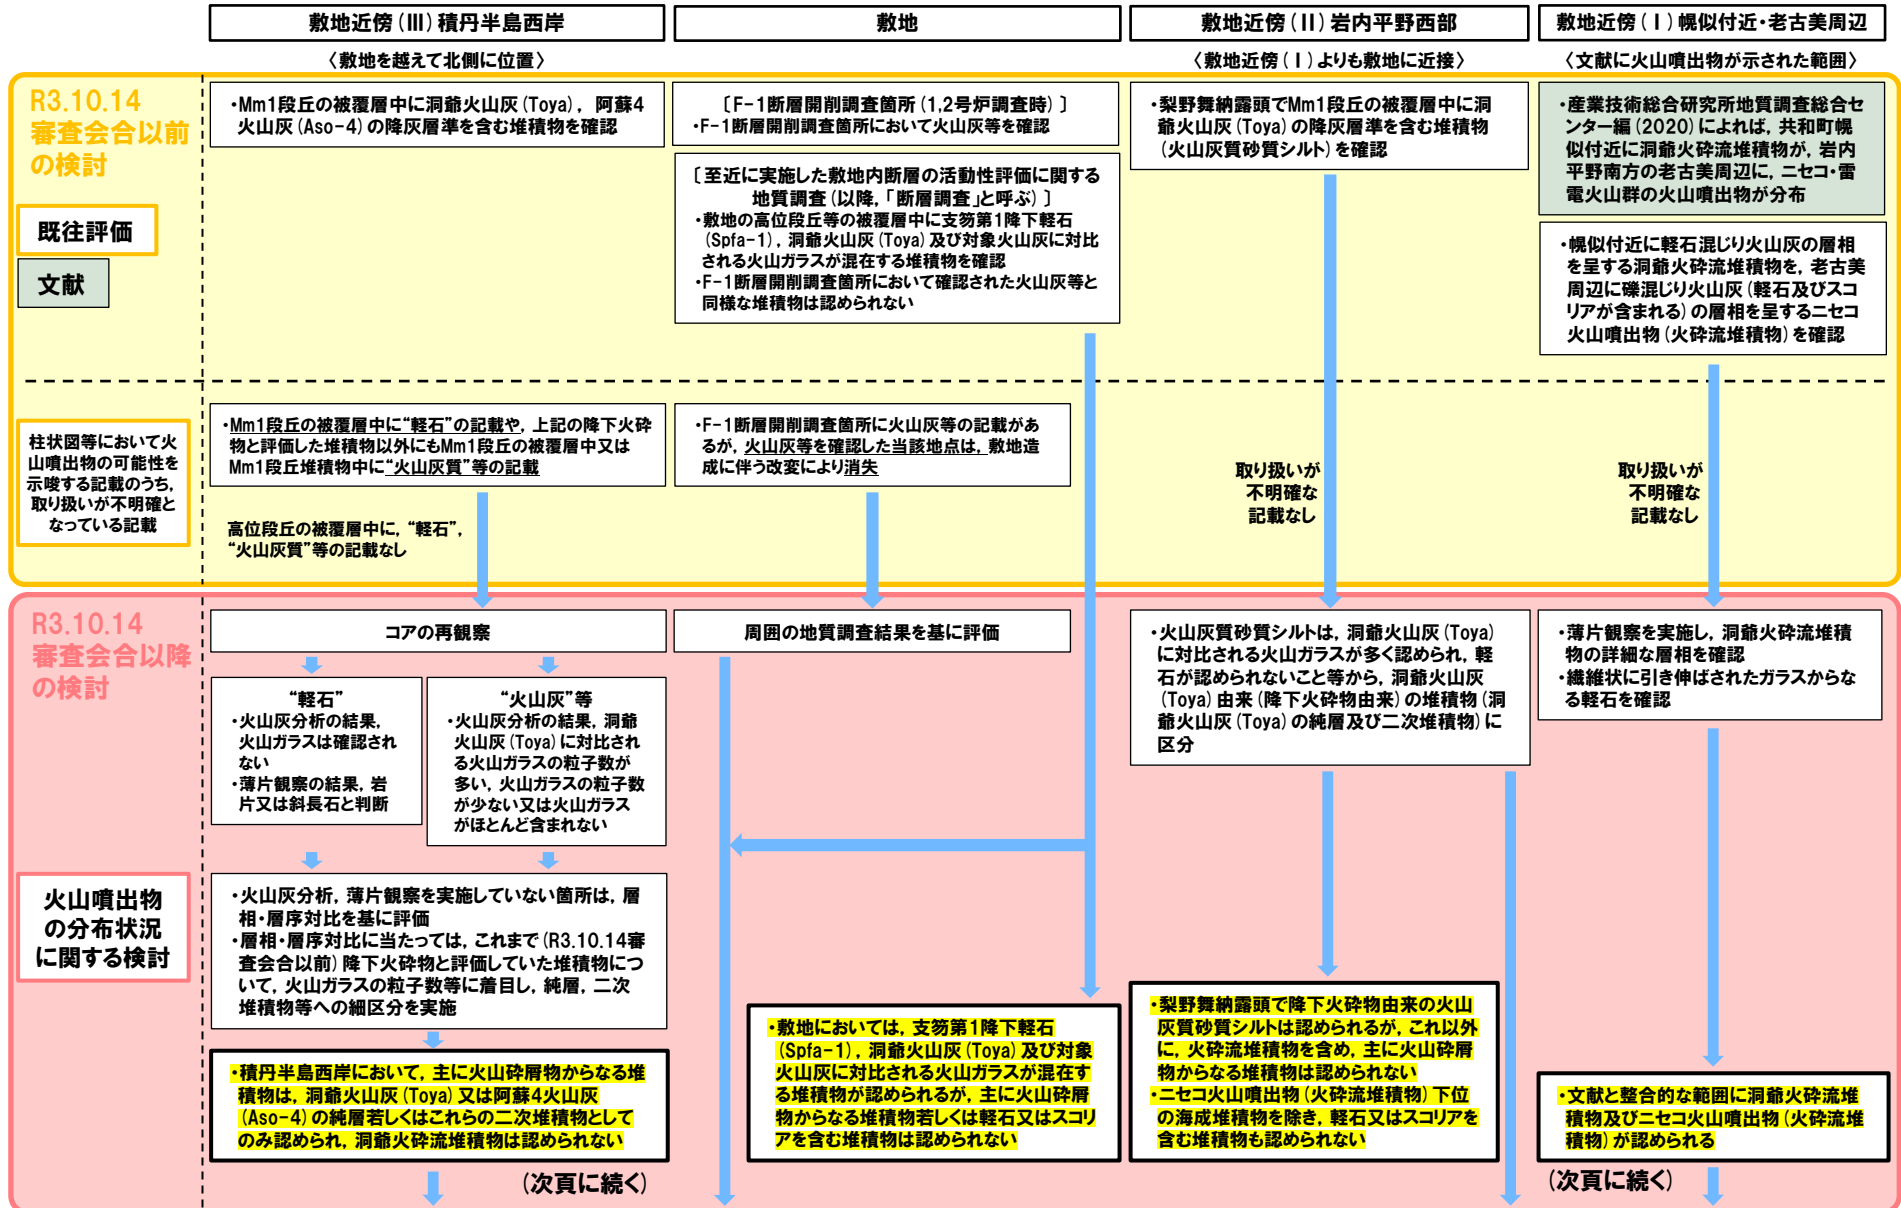 敷地近傍(Ⅲ)積丹半島西岸
敷地
敷地近傍(Ⅱ)岩内平野西部
敷地近傍(Ⅰ)幌似付近・老古美周辺
〈敷地を越えて北側に位置〉
〈敷地近傍(Ⅰ)よりも敷地に近接〉
〈文献に火山噴出物が示された範囲〉
R3.10.14
審査会合以前
の検討
既往評価
文献
・Mm1段丘の被覆層中に洞爺火山灰(Toya)，阿蘇4
火山灰(Aso-4)の降灰層準を含む堆積物を確認
〔F-1断層開削調査箇所(1,2号炉調査時)〕
・F-1断層開削調査箇所において火山灰等を確認
〔至近に実施した敷地内断層の活動性評価に関する
地質調査(以降，「断層調査」と呼ぶ)〕
・敷地の高位段丘等の被覆層中に支笏第1降下軽石
(Spfa-1)，洞爺火山灰(Toya)及び対象火山灰に対比
される火山ガラスが混在する堆積物を確認
・F-1断層開削調査箇所において確認された火山灰等と
同様な堆積物は認められない
・梨野舞納露頭でMm1段丘の被覆層中に洞
爺火山灰(Toya)の降灰層準を含む堆積物
(火山灰質砂質シルト)を確認
・産業技術総合研究所地質調査総合セ
ンター編(2020)によれば，共和町幌
似付近に洞爺火砕流堆積物が，岩内
平野南方の老古美周辺に，ニセコ・雷
電火山群の火山噴出物が分布
・幌似付近に軽石混じり火山灰の層相
を呈する洞爺火砕流堆積物を，老古美
周辺に礫混じり火山灰(軽石及びスコ
リアが含まれる)の層相を呈するニセコ
火山噴出物(火砕流堆積物)を確認
柱状図等において火
山噴出物の可能性を
示唆する記載のうち，
取り扱いが不明確と
なっている記載
・Mm1段丘の被覆層中に“軽石”の記載や，上記の降下火砕
物と評価した堆積物以外にもMm1段丘の被覆層中又は
Mm1段丘堆積物中に“火山灰質”等の記載
高位段丘の被覆層中に，“軽石”，
“火山灰質”等の記載なし
・F-1断層開削調査箇所に火山灰等の記載があ
るが，火山灰等を確認した当該地点は，敷地造
成に伴う改変により消失
取り扱いが
不明確な
記載なし
取り扱いが
不明確な
記載なし
R3.10.14
審査会合以降
の検討
火山噴出物
の分布状況
に関する検討
コアの再観察
“軽石”
・火山灰分析の結果，
火山ガラスは確認され
ない
・薄片観察の結果，岩
片又は斜長石と判断
“火山灰”等
・火山灰分析の結果，洞爺
火山灰(Toya)に対比され
る火山ガラスの粒子数が
多い，火山ガラスの粒子数
が少ない又は火山ガラス
がほとんど含まれない
・火山灰分析，薄片観察を実施していない箇所は，層
相・層序対比を基に評価
・層相・層序対比に当たっては，これまで(R3.10.14審
査会合以前)降下火砕物と評価していた堆積物につ
いて，火山ガラスの粒子数等に着目し，純層，二次
堆積物等への細区分を実施
・積丹半島西岸において，主に火山砕屑物からなる堆
積物は，洞爺火山灰(Toya)又は阿蘇4火山灰
(Aso-4)の純層若しくはこれらの二次堆積物として
のみ認められ，洞爺火砕流堆積物は認められない
(次頁に続く)
周囲の地質調査結果を基に評価
・敷地においては，支笏第1降下軽石
(Spfa-1)，洞爺火山灰(Toya)及び対象
火山灰に対比される火山ガラスが混在す
る堆積物が認められるが，主に火山砕屑
物からなる堆積物若しくは軽石又はスコリ
アを含む堆積物は認められない
・火山灰質砂質シルトは，洞爺火山灰(Toya)
に対比される火山ガラスが多く認められ，軽
石が認められないこと等から，洞爺火山灰
(Toya)由来(降下火砕物由来)の堆積物(洞
爺火山灰(Toya)の純層及び二次堆積物)に
区分
・梨野舞納露頭で降下火砕物由来の火山
灰質砂質シルトは認められるが，これ以外
に，火砕流堆積物を含め，主に火山砕屑
物からなる堆積物は認められない
・ニセコ火山噴出物(火砕流堆積物)下位
の海成堆積物を除き，軽石又はスコリアを
含む堆積物も認められない
・薄片観察を実施し，洞爺火砕流堆積
物の詳細な層相を確認
・繊維状に引き伸ばされたガラスからな
る軽石を確認
・文献と整合的な範囲に洞爺火砕流堆
積物及びニセコ火山噴出物(火砕流堆
積物)が認められる
(次頁に続く)